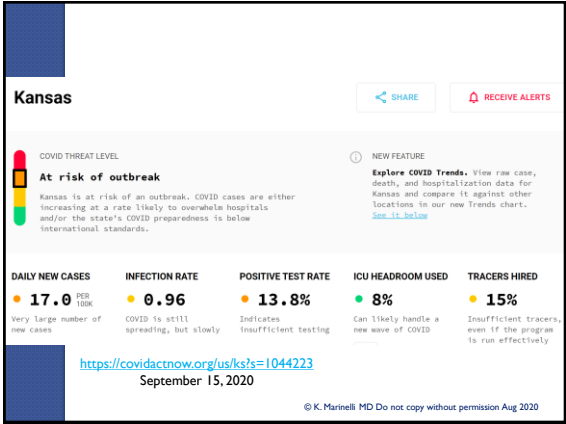 Kansas
SHARE
RECEIVE ALERTS
COVID THREAT LEVEL
At risk of outbreak
Kansas is at risk of an outbreak. COVID cases are either
increasing at a rate likely to overwhelm hospitals
and/or the state's COVID preparedness is below
international standards.
NEW FEATURE
Explore COVID Trends. View raw case,
death, and hospitalization data for
Kansas and compare it against other
locations in our new Trends chart.
See it below
DAILY NEW CASES
17.0 PER 100K
Very large number of
new cases
INFECTION RATE
0.96
COVID is still
spreading, but slowly
POSITIVE TEST RATE
13.8%
Indicates
insufficient testing
ICU HEADROOM USED
8%
Can likely handle a
new wave of COVID
TRACERS HIRED
15%
Insufficient tracers,
even if the program
is run effectively
https://covidactnow.org/us/ks?s=1044223
September 15, 2020
© K. Marinelli MD Do not copy without permission Aug 2020